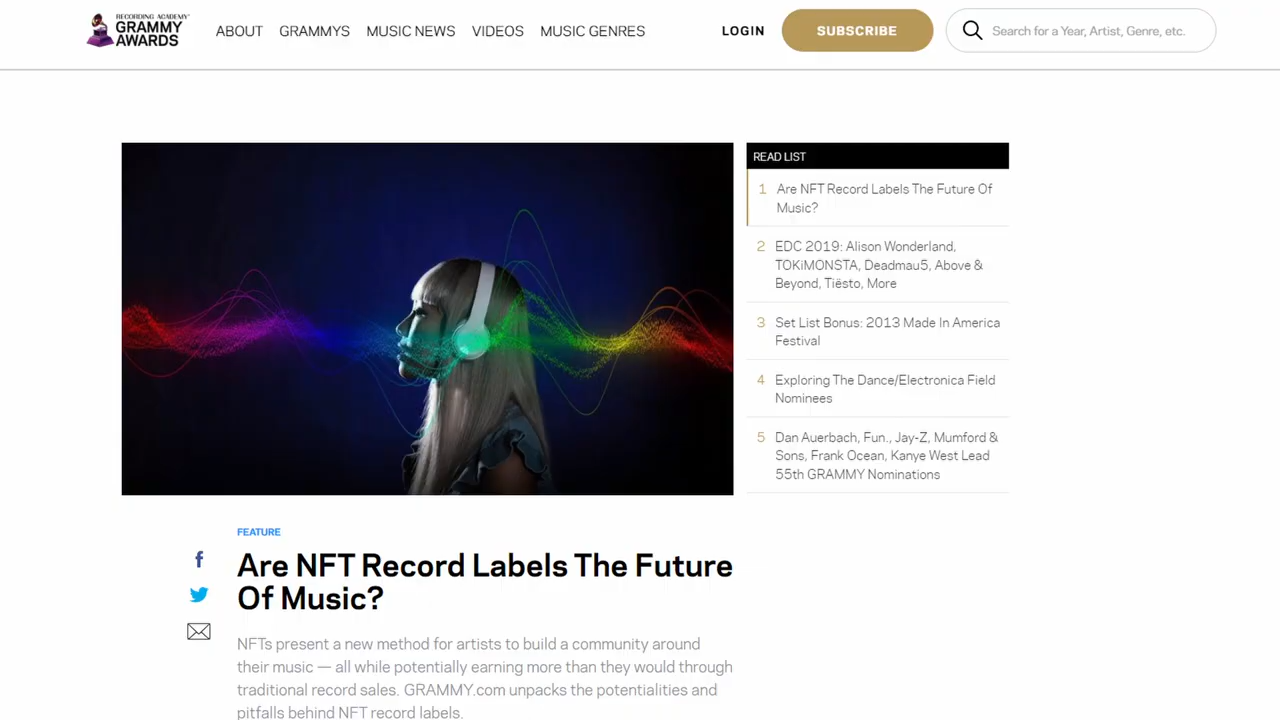 RECORDING ACADEMY
GRAMMY
AWARDS
ABOUT GRAMMYS MUSIC NEWS VIDEOS MUSIC GENRES
LOGIN
SUBSCRIBE
Search for a Year, Artist, Genre, etc.
READ LIST
1 Are NFT Record Labels The Future Of
Music?
2 EDC 2019: Alison Wonderland,
TOKiMONSTA, Deadmau5, Above &
Beyond, Tiësto, More
3 Set List Bonus: 2013 Made In America
Festival
4 Exploring The Dance/Electronica Field
Nominees
5 Dan Auerbach, Fun., Jay-Z, Mumford &
Sons, Frank Ocean, Kanye West Lead
55th GRAMMY Nominations
FEATURE
Are NFT Record Labels The Future
Of Music?
NFTs present a new method for artists to build a community around
their music — all while potentially earning more than they would through
traditional record sales. GRAMMY.com unpacks the potentialities and
pitfalls behind NFT record labels.